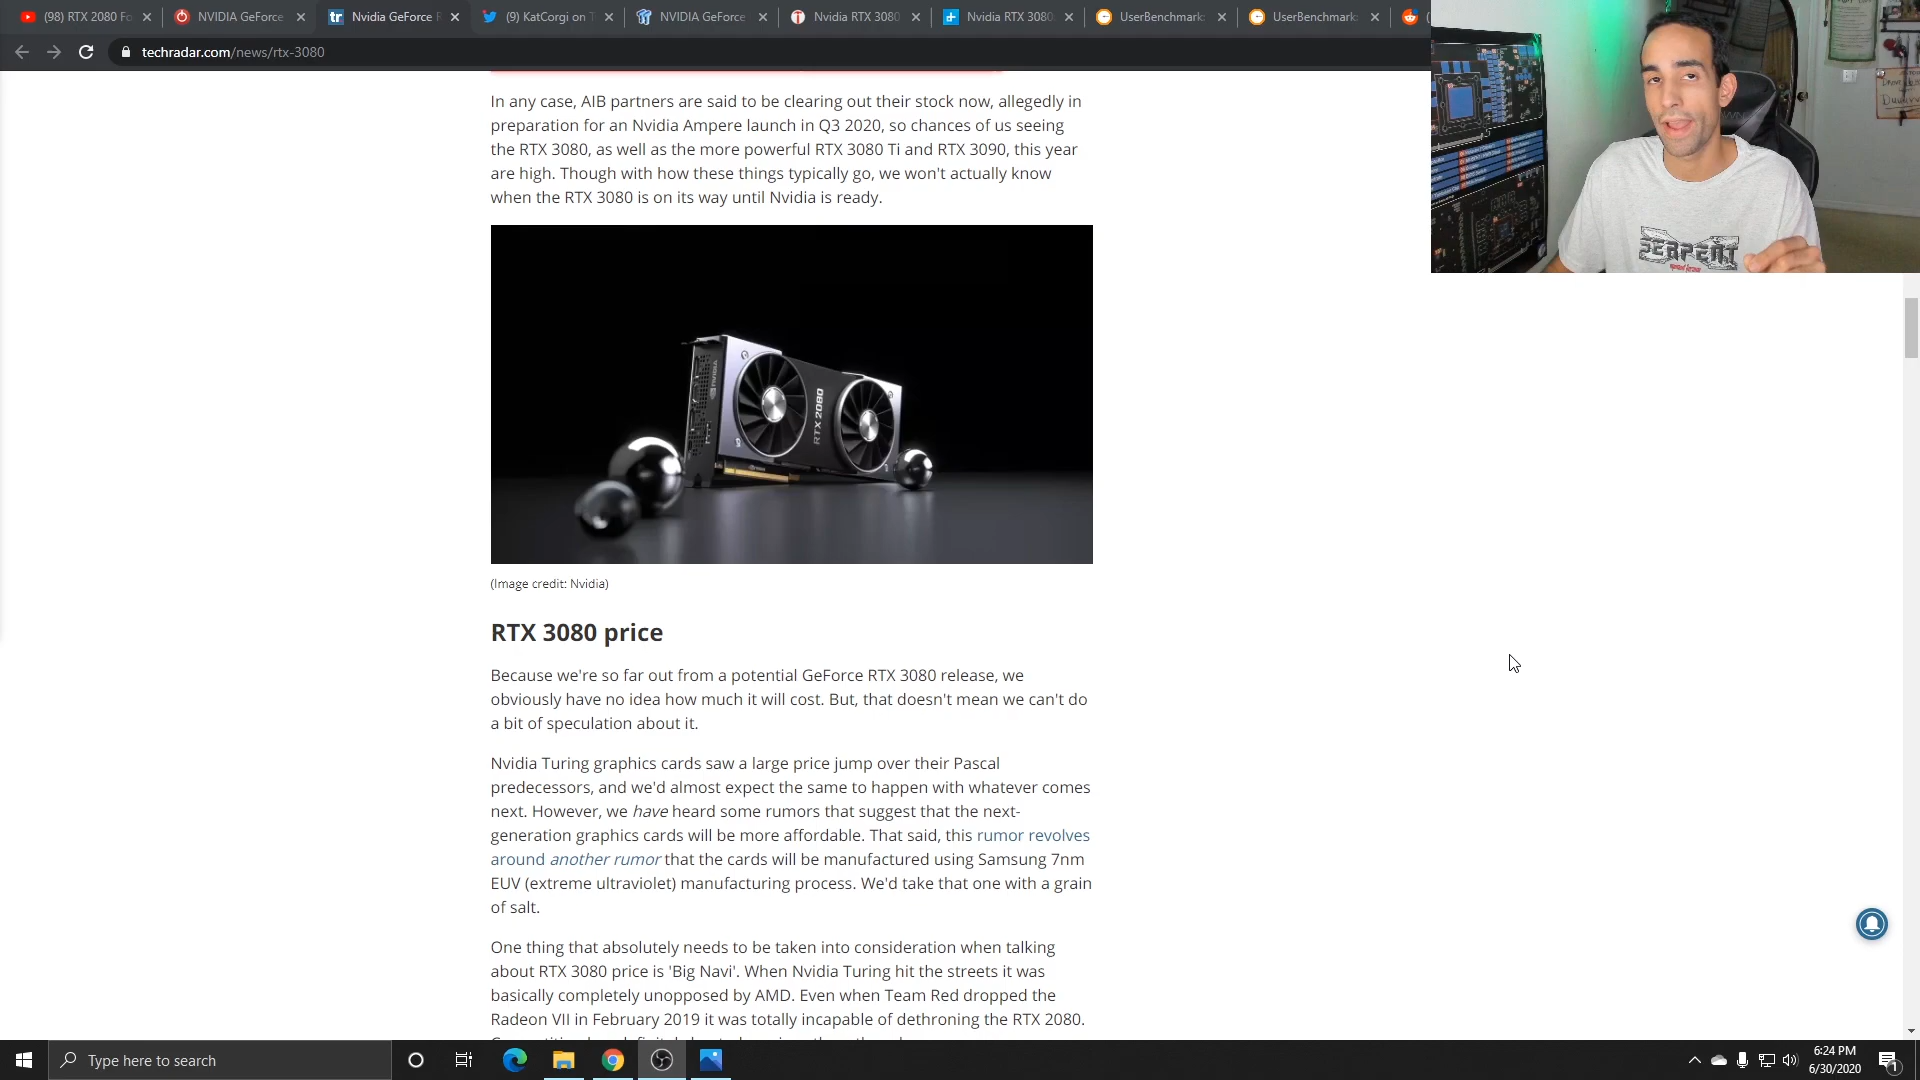 (98) RTX 2080 Fo
NVIDIA GeForce
Nvidia GeForce R
(9) KatCorgi on T
NVIDIA GeForce
Nvidia RTX 3080
Nvidia RTX 3080
UserBenchmark:
UserBenchmark:
techradar.com/news/rtx-3080
In any case, AIB partners are said to be clearing out their stock now, allegedly in
preparation for an Nvidia Ampere launch in Q3 2020, so chances of us seeing
the RTX 3080, as well as the more powerful RTX 3080 Ti and RTX 3090, this year
are high. Though with how these things typically go, we won't actually know
when the RTX 3080 is on its way until Nvidia is ready.
SERPENT
NVIDIA
RTX 2080
(Image credit: Nvidia)
RTX 3080 price
Because we're so far out from a potential GeForce RTX 3080 release, we
obviously have no idea how much it will cost. But, that doesn't mean we can't do
a bit of speculation about it.
Nvidia Turing graphics cards saw a large price jump over their Pascal
predecessors, and we'd almost expect the same to happen with whatever comes
next. However, we have heard some rumors that suggest that the next-
generation graphics cards will be more affordable. That said, this rumor revolves
around another rumor that the cards will be manufactured using Samsung 7nm
EUV (extreme ultraviolet) manufacturing process. We'd take that one with a grain
of salt.
One thing that absolutely needs to be taken into consideration when talking
about RTX 3080 price is 'Big Navi'. When Nvidia Turing hit the streets it was
basically completely unopposed by AMD. Even when Team Red dropped the
Radeon VII in February 2019 it was totally incapable of dethroning the RTX 2080.
Type here to search
6:24 PM
6/30/2020
1